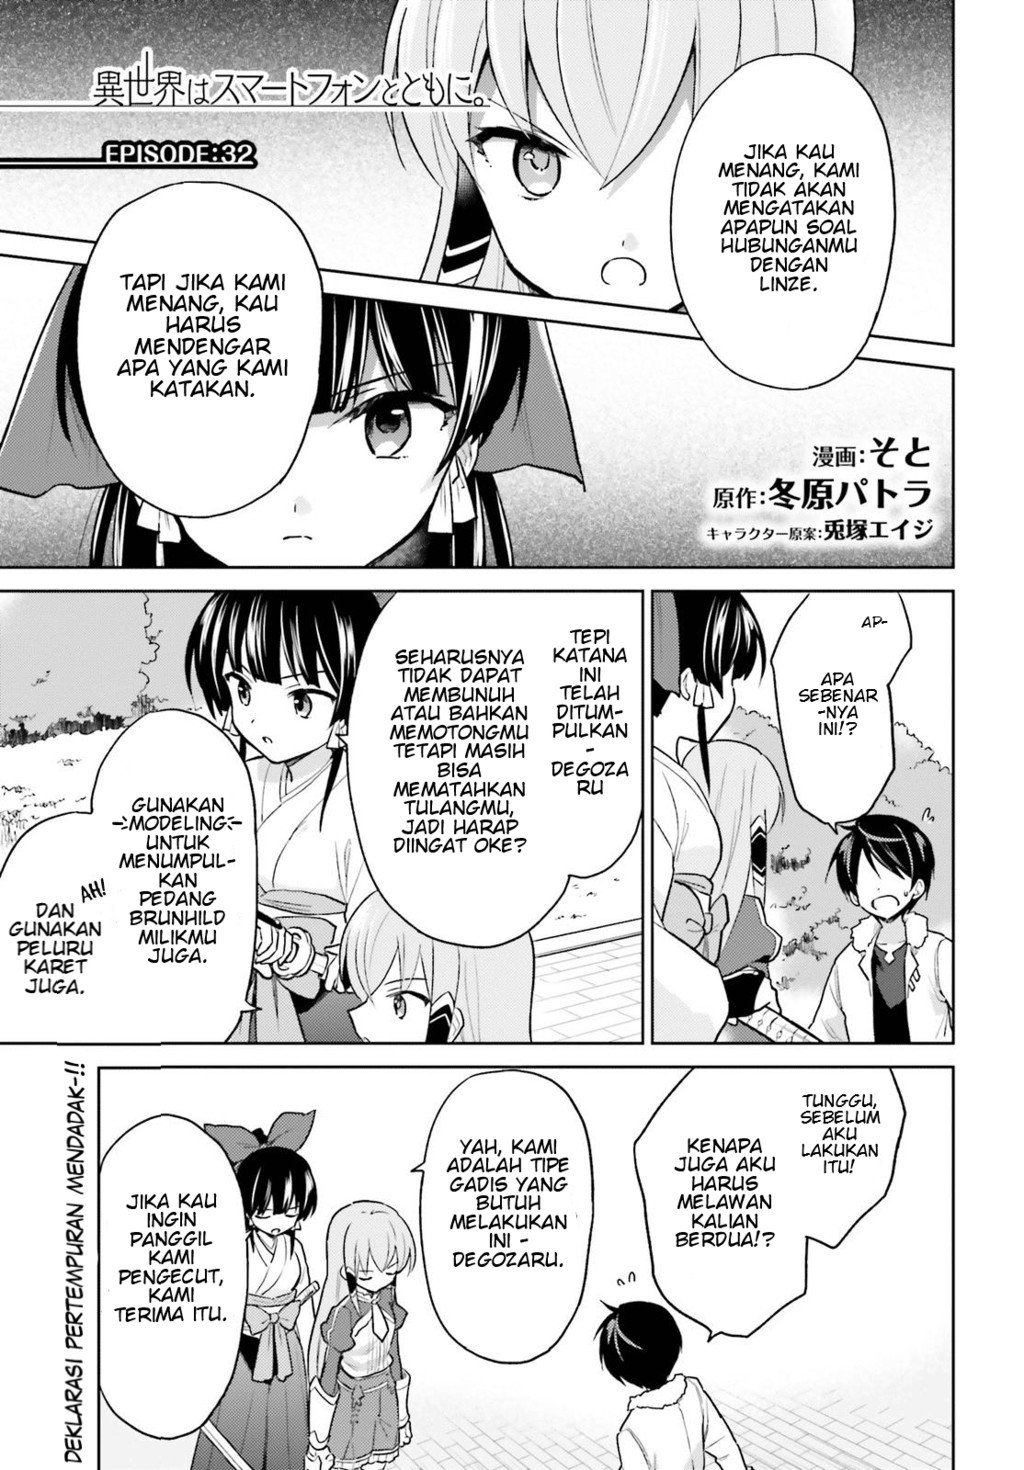 異世界はスマートフォンとともに。
EPISODE:32
JIKA KAU
MENANG, KAMI
TIDAK AKAN
MENGATAKAN
APAPUN SOAL
HUBUNGANMU
DENGAN
LINZE.
TAPI JIKA KAMI
MENANG, KAU
HARUS
MENDENGAR
APA YANG KAMI
KATAKAN.
漫画:そと
原作:冬原パトラ
キャラクター原案:兎塚エイジ
AP-
APA
SEBENAR
-NYA
INI!?
TEPI
KATANA
INI
TELAH
DITUM-
PULKAN
-
DEGOZA
RU
SEHARUSNYA
TIDAK DAPAT
MEMBUNUH
ATAU BAHKAN
MEMOTONGMU
TETAPI MASIH
BISA
MEMATAHKAN
TULANGMU,
JADI HARAP
DIINGAT OKE?
GUNAKAN
MODELING
UNTUK
MENUMPUL-
KAN
PEDANG
BRUNHILD
MILIKMU
JUGA.
AH!
DAN
GUNAKAN
PELURU
KARET
JUGA.
TUNGGU,
SEBELUM
AKU
LAKUKAN
ITU!
KENAPA
JUGA AKU
HARUS
MELAWAN
KALIAN
BERDUA!?
YAH, KAMI
ADALAH TIPE
GADIS YANG
BUTUH
MELAKUKAN
INI -
DEGOZARU.
JIKA KAU
INGIN
PANGGIL
KAMI
PENGECUT,
KAMI
TERIMA ITU.
DEKLARASI PERTEMPURAN MENDADAK-!!